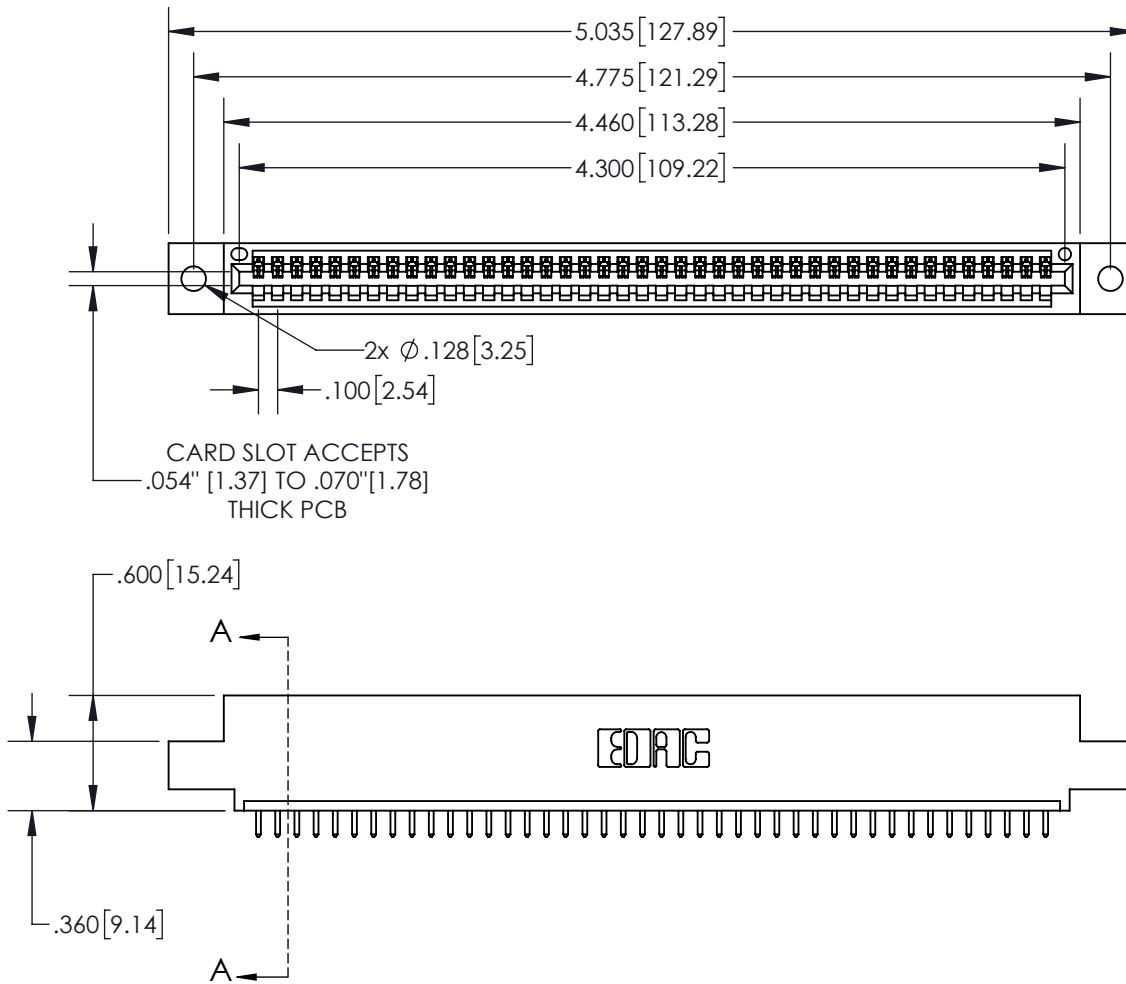 5.035[127.89]
4.775[121.29]
4.460[113.28]
4.300[109.22]
2x ∅.128[3.25]
.100[2.54]
CARD SLOT ACCEPTS
.054" [1.37] TO .070"[1.78]
THICK PCB
.600[15.24]
A
EDAC
.360[9.14]
A